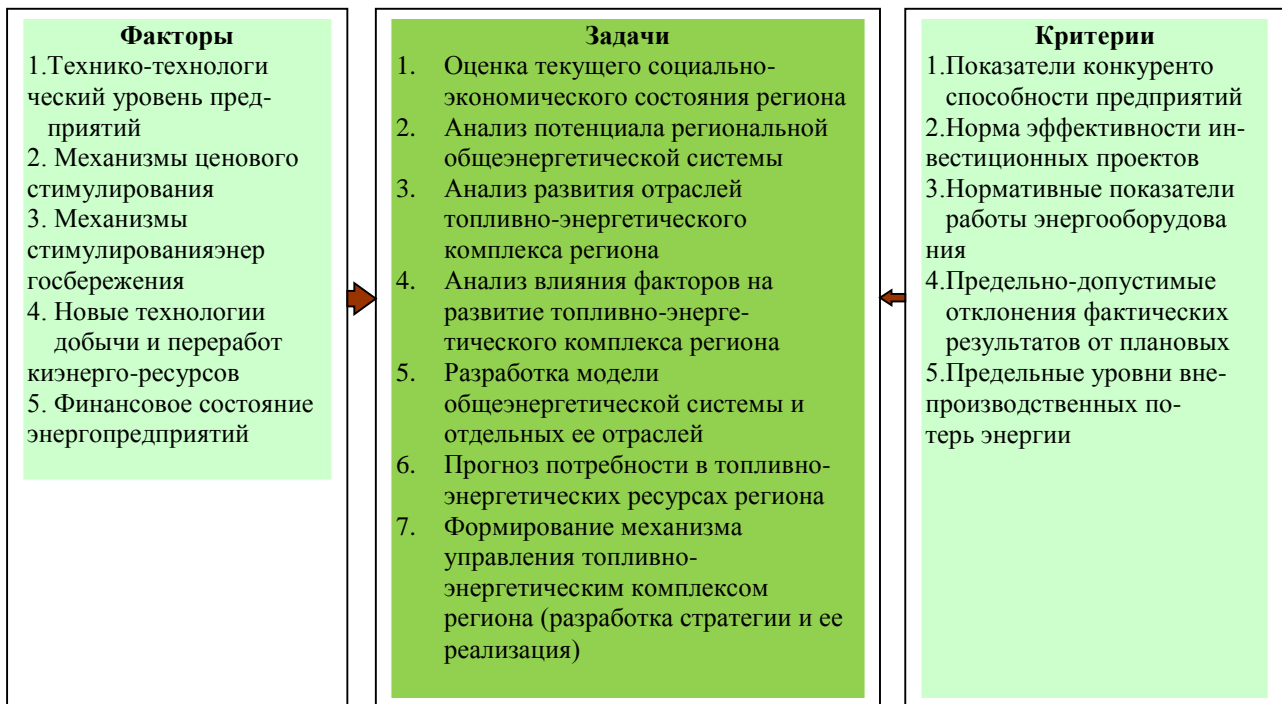 Факторы
1.Технико-технологи
ческий уровень пред-
приятий
2. Механизмы ценового
стимулирования
3. Механизмы
стимулированияэнер
госбережения
4. Новые технологии
добычи и переработ
киэнерго-ресурсов
5. Финансовое состояние
энергопредприятий
Задачи
1. Оценка текущего социально-
экономического состояния региона
2. Анализ потенциала региональной
общеэнергетической системы
3. Анализ развития отраслей
топливно-энергетического
комплекса региона
4. Анализ влияния факторов на
развитие топливно-энерге-
тического комплекса региона
5. Разработка модели
общеэнергетической системы и
отдельных ее отраслей
6. Прогноз потребности в топливно-
энергетических ресурсах региона
7. Формирование механизма
управления топливно-
энергетическим комплексом
региона (разработка стратегии и ее
реализация)
Критерии
1.Показатели конкуренто
способности предприятий
2.Норма эффективности ин-
вестиционных проектов
3.Нормативные показатели
работы энергооборудова
ния
4.Предельно-допустимые
отклонения фактических
результатов от плановых
5.Предельные уровни вне-
производственных по-
терь энергии